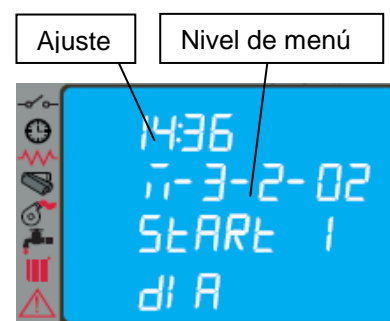 Ajuste
Nivel de menú
14:36
n-3-2-02
StARt 1
di A